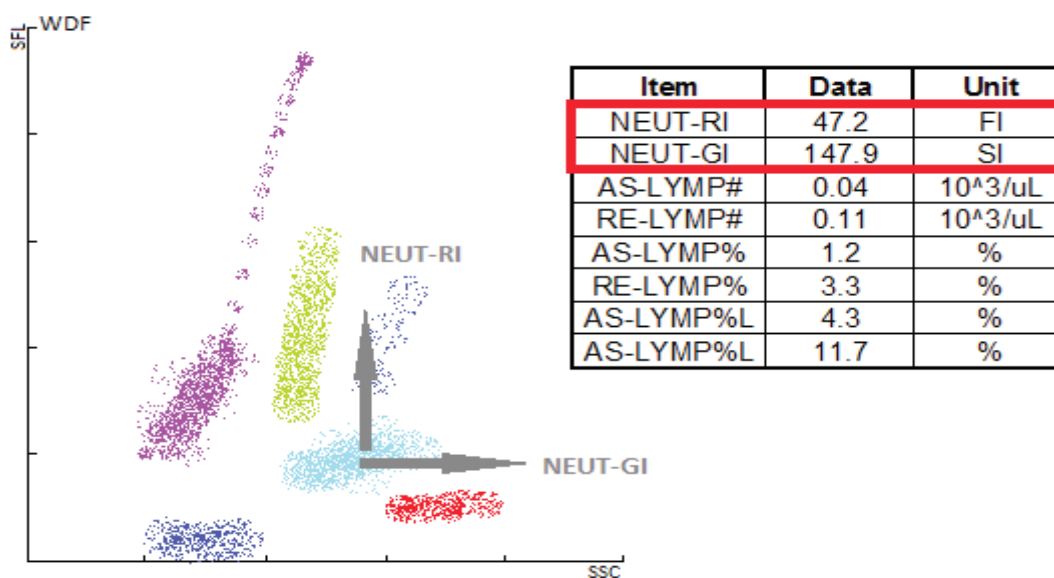 SFL
WDF
NEUT-RI
NEUT-GI
SSC
Item Data Unit
NEUT-RI 47.2 FI
NEUT-GI 147.9 SI
AS-LYMP# 0.04 10^3/uL
RE-LYMP# 0.11 10^3/uL
AS-LYMP% 1.2 %
RE-LYMP% 3.3 %
AS-LYMP%L 4.3 %
AS-LYMP%L 11.7 %